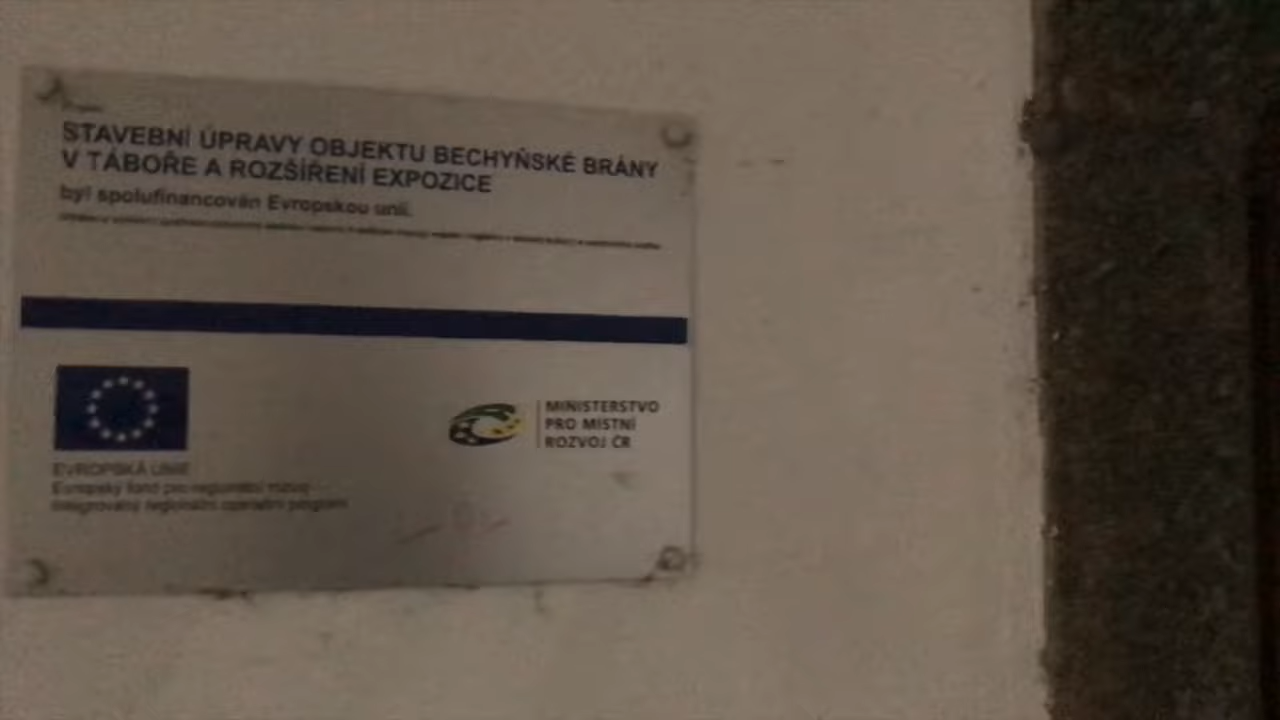 STAVEBNÍ ÚPRAVY OBJEKTU BECHYŇSKÉ BRÁNY
V TÁBOŘE A ROZŠÍŘENÍ EXPOZICE
byl spolufinancován Evropskou unií.
MINISTERSTVO
PRO MÍSTNÍ
ROZVOJ ČR
EVROPSKÁ UNIE
Evropský fond pro regionální rozvoj
Integrovaný regionální operační program